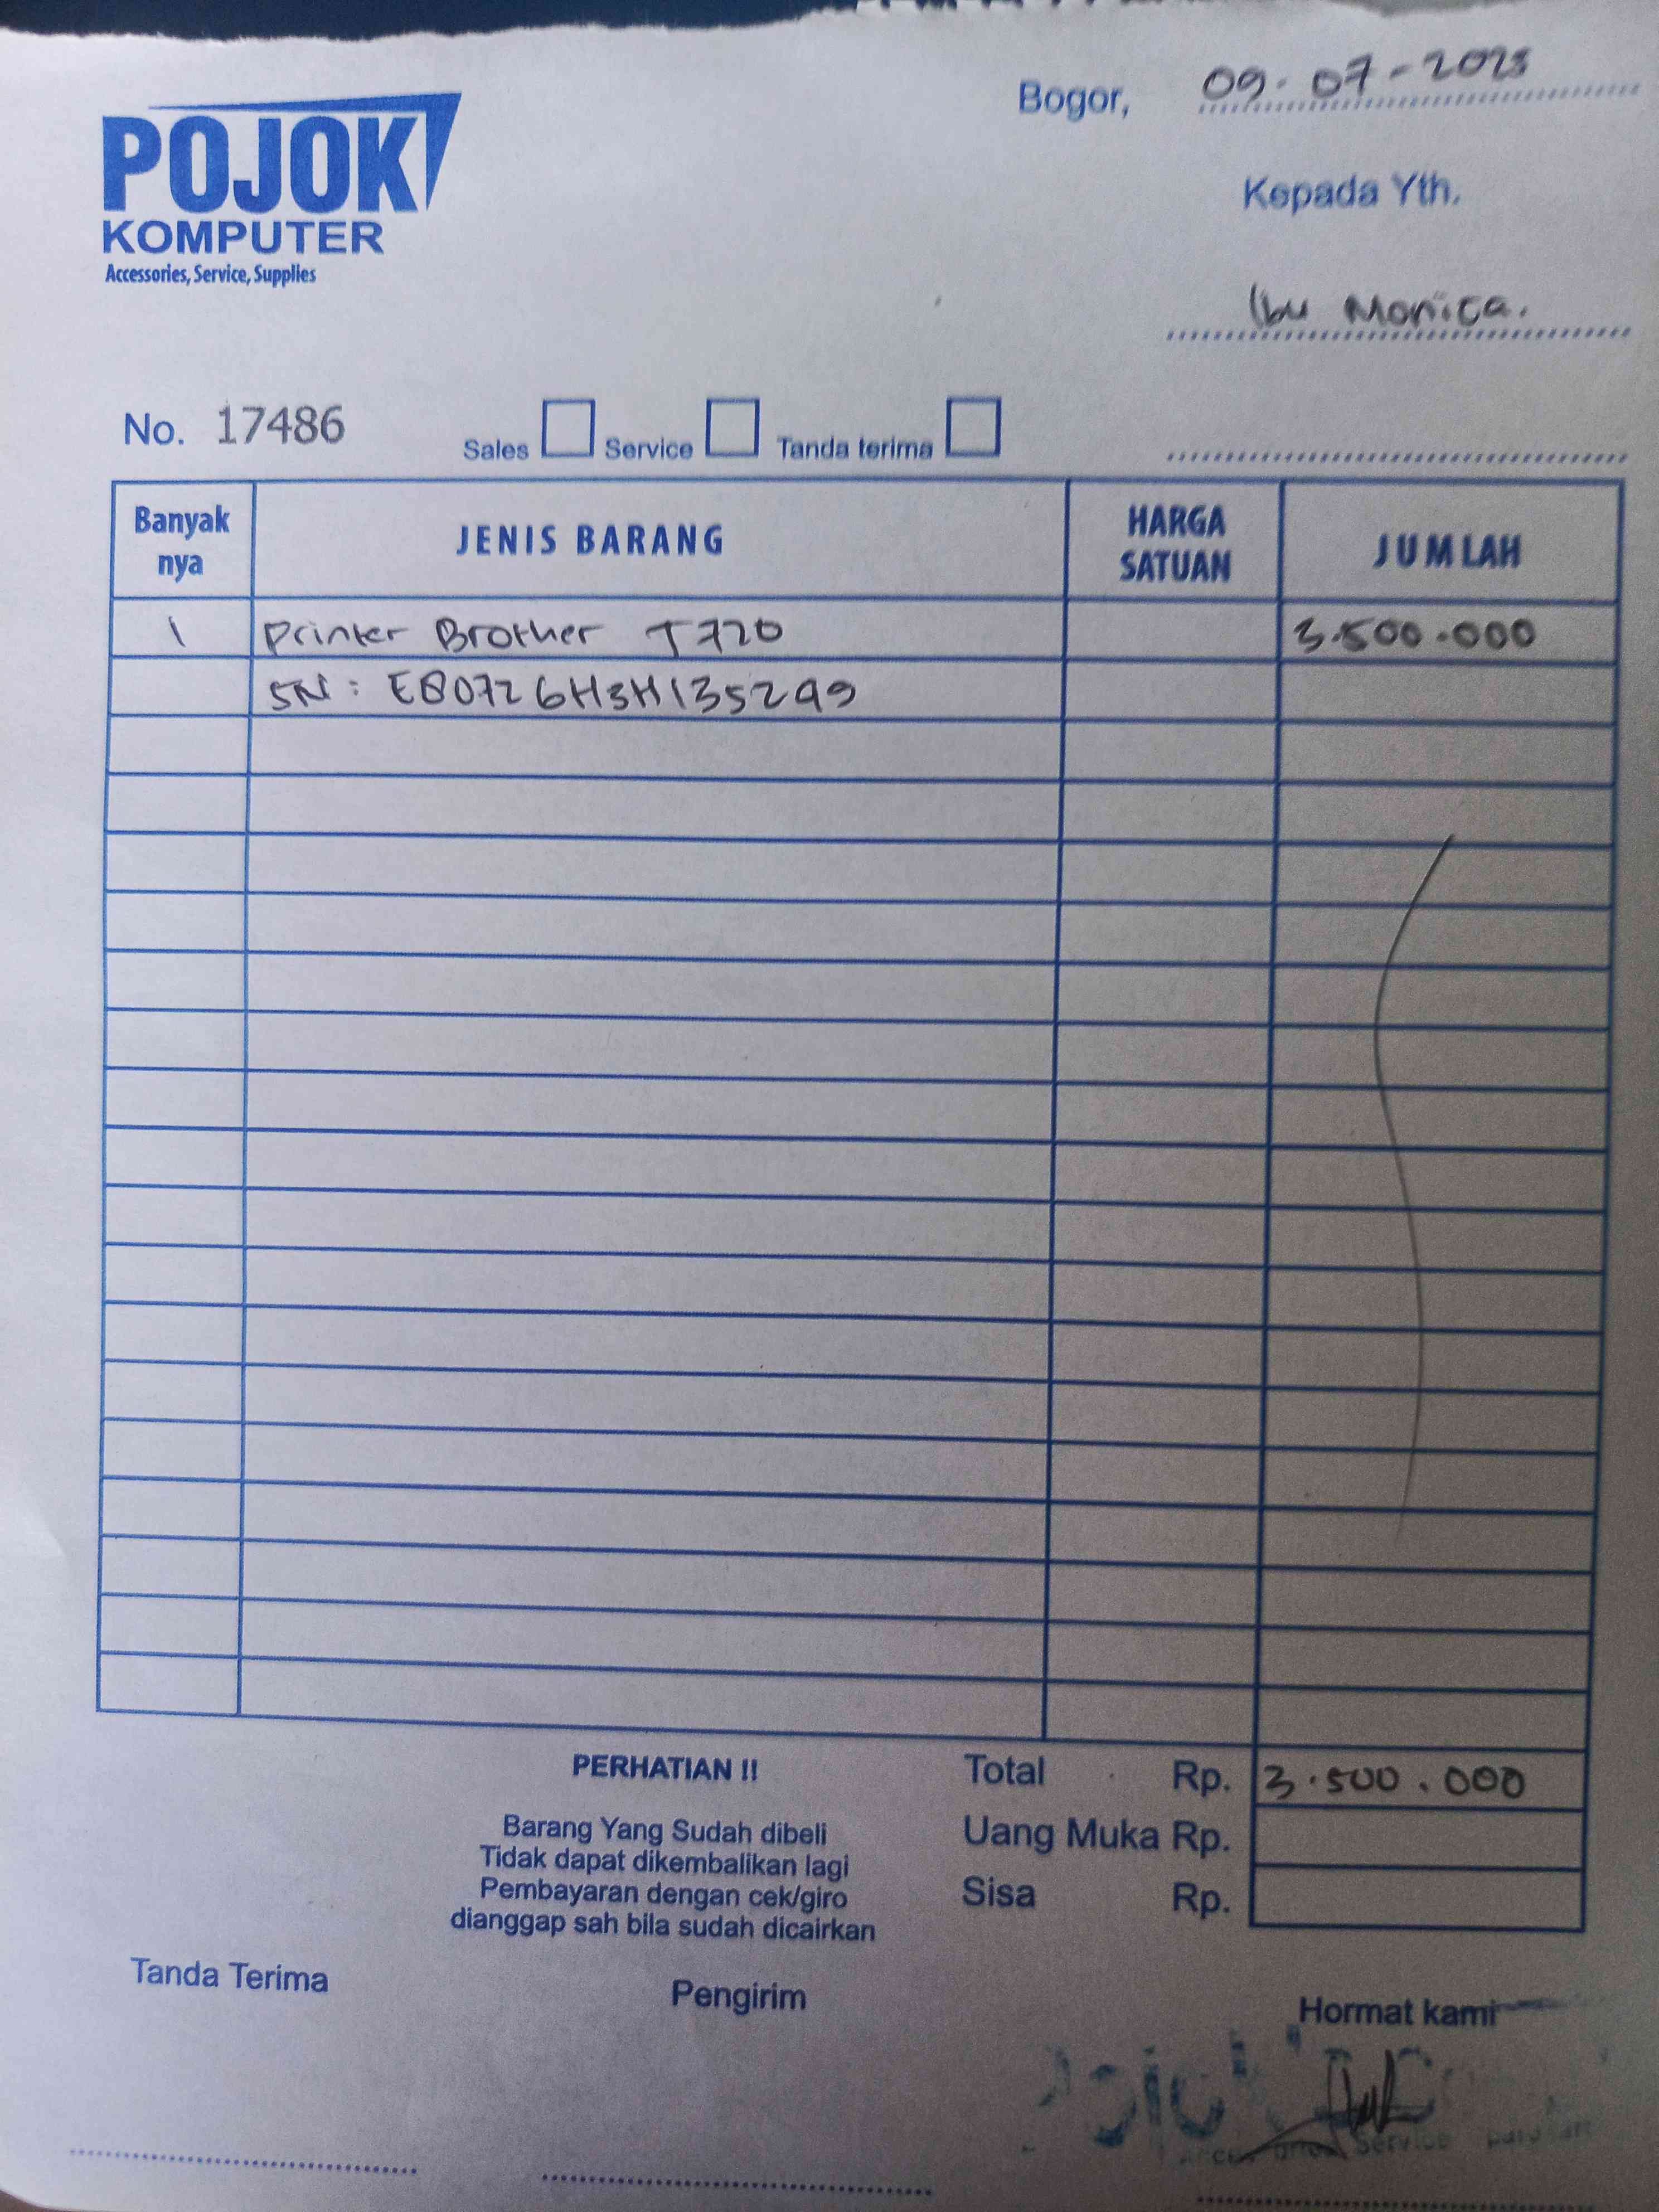 POJOK
KOMPUTER
Accessories, Service, Supplies
Bogor, 09-07-2023
Kepada Yth.
Ibu Monica.
No. 17486
Sales Service Tanda terima
Banyak nya JENIS BARANG HARGA SATUAN JUMLAH
1 Printer Brother T720 3.500.000
SN: E80726H3H135299
PERHATIAN !!
Barang Yang Sudah dibeli
Tidak dapat dikembalikan lagi
Pembayaran dengan cek/giro
dianggap sah bila sudah dicairkan
Total Rp. 3.500.000
Uang Muka Rp.
Sisa Rp.
Tanda Terima
Pengirim
Hormat kami
Pojok
Service